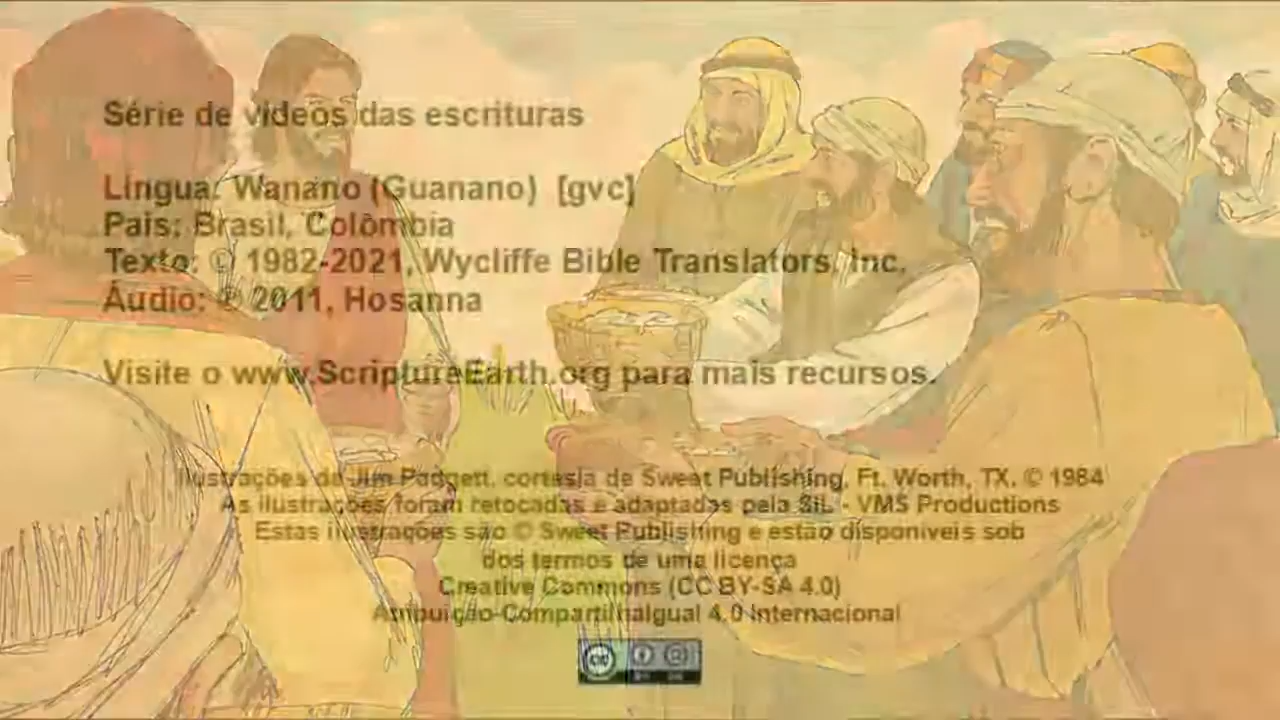 Série de vídeos das escrituras
Língua: Wanano (Guanano) [gvc]
País: Brasil, Colômbia
Texto: © 1982-2021, Wycliffe Bible Translators, Inc.
Áudio: ℗ 2011, Hosanna
Visite o www.ScriptureEarth.org para mais recursos.
Ilustrações de Jim Padgett, cortesia de Sweet Publishing, Ft. Worth, TX. © 1984
As ilustrações foram retocadas e adaptadas pela SIL - VMS Productions
Estas ilustrações são © Sweet Publishing e estão disponíveis sob
dos termos de uma licença
Creative Commons (CC BY-SA 4.0)
Atribuição-CompartilhaIgual 4.0 Internacional
cc